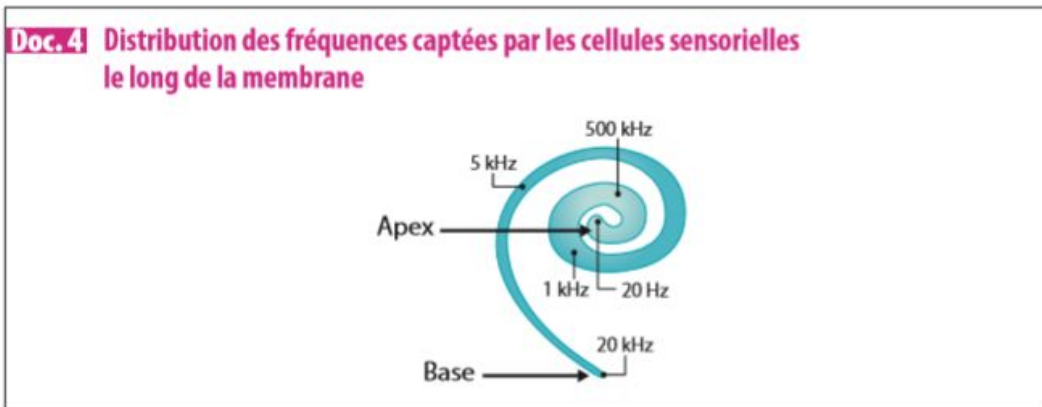 Doc. 4 Distribution des fréquences captées par les cellules sensorielles
le long de la membrane
500 kHz
5 kHz
Apex
1 kHz
20 Hz
20 kHz
Base